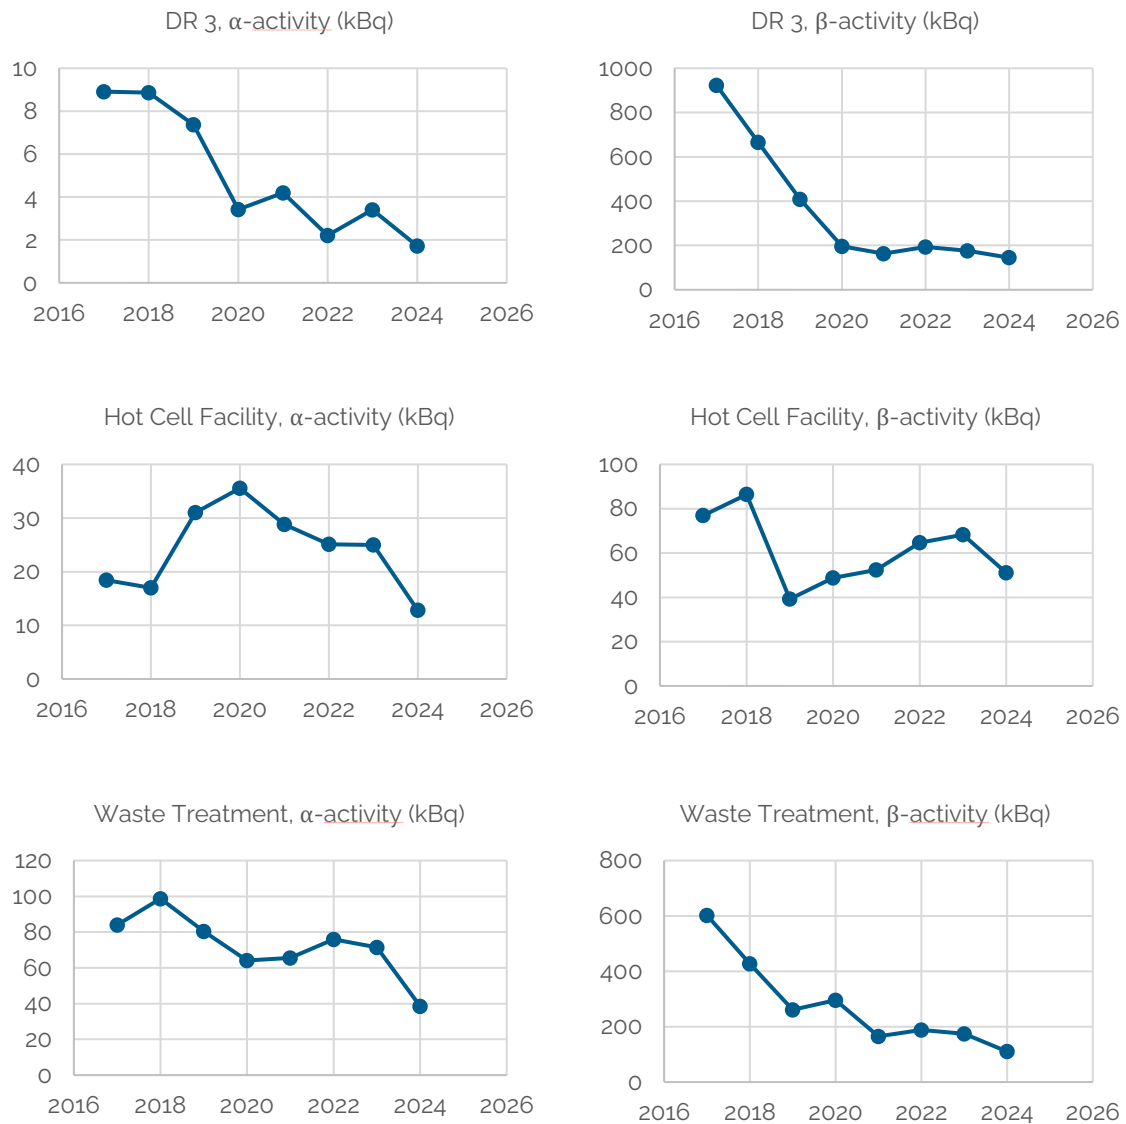 DR 3, α-activity (kBq)
10
8
6
4
2
0
2016 2018 2020 2022 2024 2026
DR 3, β-activity (kBq)
1000
800
600
400
200
0
2016 2018 2020 2022 2024 2026
Hot Cell Facility, α-activity (kBq)
40
30
20
10
0
2016 2018 2020 2022 2024 2026
Hot Cell Facility, β-activity (kBq)
100
80
60
40
20
0
2016 2018 2020 2022 2024 2026
Waste Treatment, α-activity (kBq)
120
100
80
60
40
20
0
2016 2018 2020 2022 2024 2026
Waste Treatment, β-activity (kBq)
800
600
400
200
0
2016 2018 2020 2022 2024 2026